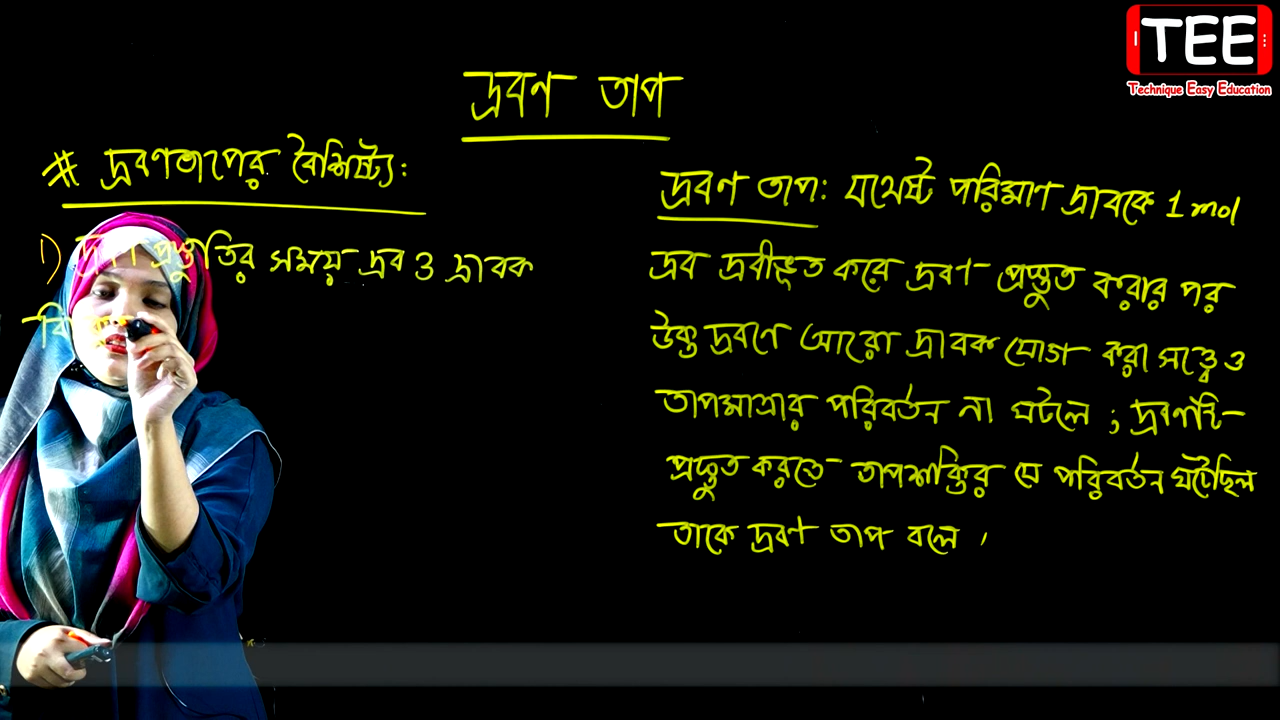 TEE
Technique Easy Education
দ্রবণ তাপ
# দ্রবণতাপের বৈশিষ্ট্য:
১) দ্রবণ প্রস্তুতির সময় দ্রব ও দ্রাবক
দ্রবণ তাপ: যথেষ্ট পরিমাণ দ্রাবকে 1 mol
দ্রব দ্রবীভূত করে দ্রবণ প্রস্তুত করার পর
উক্ত দ্রবণে আরো দ্রাবক যোগ করা সত্ত্বেও
তাপমাত্রার পরিবর্তন না ঘটলে ; দ্রবণটি
প্রস্তুত করতে তাপশক্তির যে পরিবর্তন ঘটেছিল
তাকে দ্রবণ তাপ বলে ।